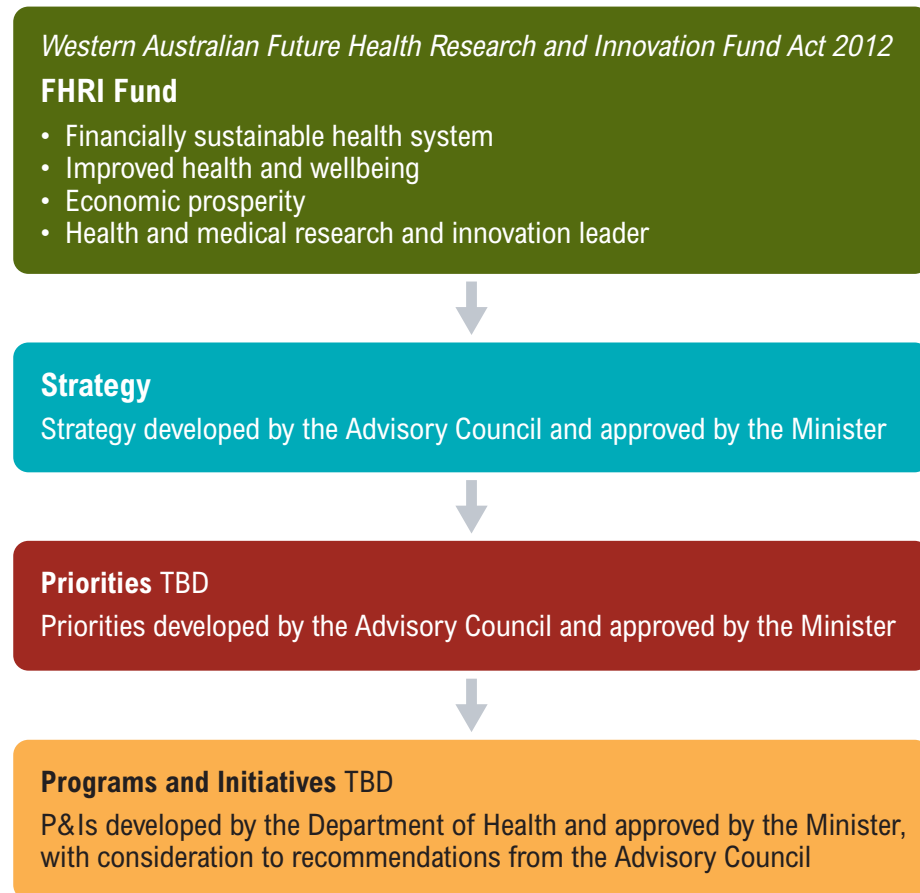 Western Australian Future Health Research and Innovation Fund Act 2012
FHRI Fund
• Financially sustainable health system
• Improved health and wellbeing
• Economic prosperity
• Health and medical research and innovation leader
Strategy
Strategy developed by the Advisory Council and approved by the Minister
Priorities TBD
Priorities developed by the Advisory Council and approved by the Minister
Programs and Initiatives TBD
P&Is developed by the Department of Health and approved by the Minister,
with consideration to recommendations from the Advisory Council